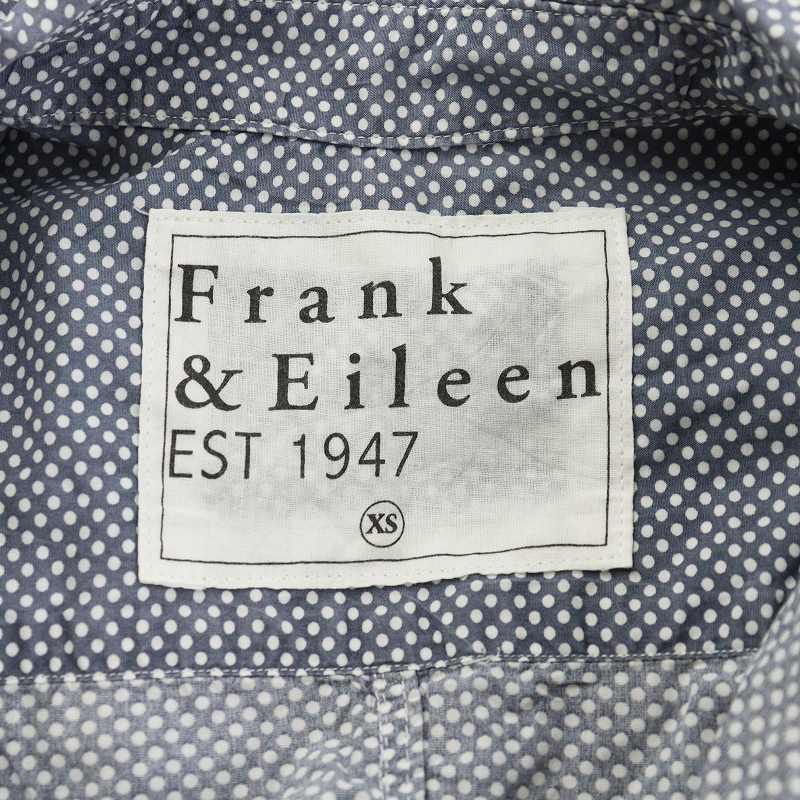 Frank
& Eileen
EST 1947
XS